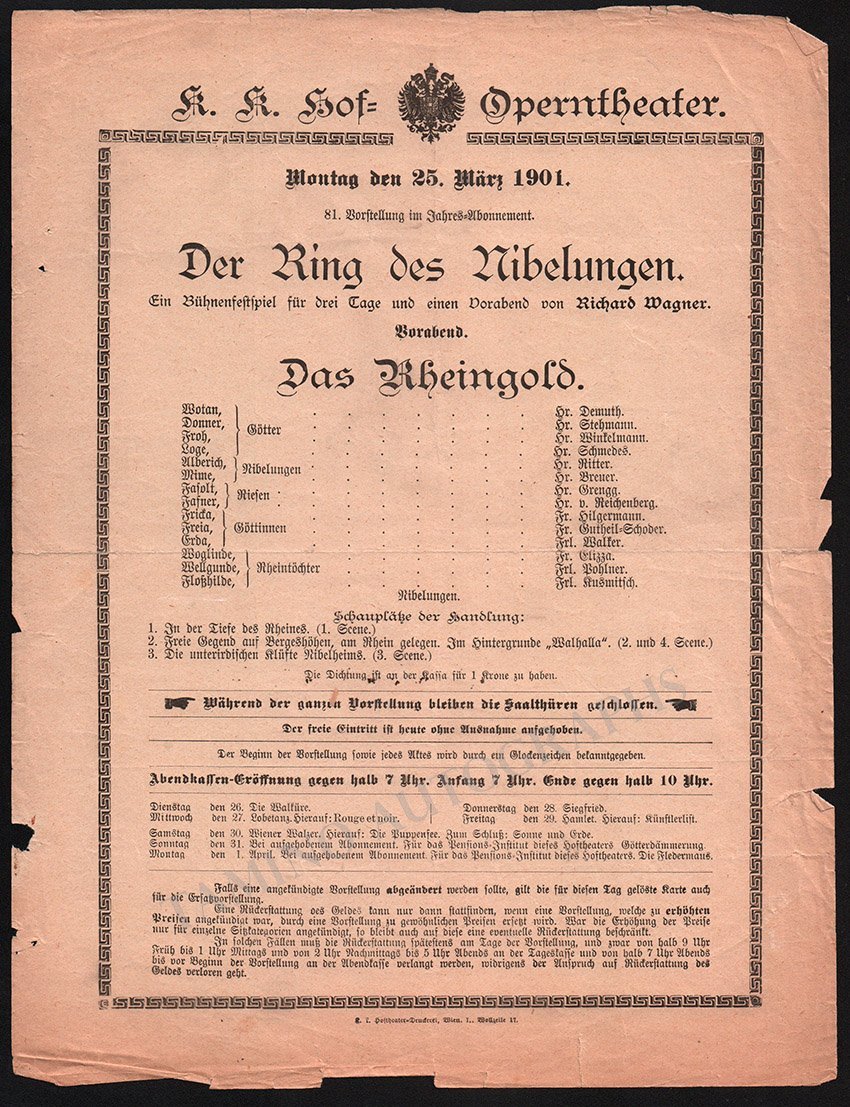 K. K. Hof- Operntheater.
Montag den 25. März 1901.
81. Vorstellung im Jahres-Abonnement.
Der Ring des Nibelungen.
Ein Bühnenfestspiel für drei Tage und einen Vorabend von Richard Wagner.
Vorabend.
Das Rheingold.
Wotan, Hr. Demuth.
Donner, Hr. Stehmann.
Götter
Froh, Hr. Winkelmann.
Loge, Hr. Schmedes.
Alberich, Hr. Ritter.
Nibelungen
Mime, Hr. Breuer.
Fasolt, Hr. Grengg.
Riesen
Fafner, Hr. v. Reichenberg.
Fricka, Fr. Hilgermann.
Freia, Göttinnen Fr. Gutheil-Schoder.
Erda, Frl. Walker.
Woglinde, Fr. Elizza.
Wellgunde, Rheintöchter Frl. Pohlner.
Floßhilde, Frl. Kusmitsch.
Nibelungen.
Schauplätze der Handlung:
1. In der Tiefe des Rheines. (1. Scene.)
2. Freie Gegend auf Bergeshöhen, am Rhein gelegen. Im Hintergrunde „Walhalla“. (2. und 4. Scene.)
3. Die unterirdischen Klüfte Nibelheims. (3. Scene.)
Die Dichtung ist an der Kassa für 1 Krone zu haben.
Während der ganzen Vorstellung bleiben die Saalthüren geschlossen.
Der freie Eintritt ist heute ohne Ausnahme aufgehoben.
Der Beginn der Vorstellung sowie jedes Aktes wird durch ein Glockenzeichen bekanntgegeben.
Abendkassen-Eröffnung gegen halb 7 Uhr. Anfang 7 Uhr. Ende gegen halb 10 Uhr.
Dienstag den 26. Die Walküre. Donnerstag den 28. Siegfried.
Mittwoch den 27. Lobetanz. Hierauf: Rouge et noir. Freitag den 29. Hamlet. Hierauf: Künstlerlist.
Samstag den 30. Wiener Walzer. Hierauf: Die Puppenfee. Zum Schluß: Sonne und Erde.
Sonntag den 31. Bei aufgehobenem Abonnement. Für das Pensions-Institut dieses Hoftheaters Götterdämmerung.
Montag den 1. April. Bei aufgehobenem Abonnement. Für das Pensions-Institut dieses Hoftheaters. Die Fledermaus.
Falls eine angekündigte Vorstellung abgeändert werden sollte, gilt die für diesen Tag gelöste Karte auch
für die Ersatzvorstellung.
Eine Rückerstattung des Geldes kann nur dann stattfinden, wenn eine Vorstellung, welche zu erhöhten
Preisen angekündigt war, durch eine Vorstellung zu gewöhnlichen Preisen ersetzt wird. War die Erhöhung der Preise
nur für einzelne Sitzkategorien angekündigt, so bleibt auch auf diese eine eventuelle Rückerstattung beschränkt.
In solchen Fällen muß die Rückerstattung spätestens am Tage der Vorstellung, und zwar von halb 9 Uhr
Früh bis 1 Uhr Mittags und von 2 Uhr Nachmittags bis 5 Uhr Abends an der Tageskasse und von halb 7 Uhr Abends
bis vor Beginn der Vorstellung an der Abendkasse verlangt werden, widrigens der Anspruch auf Rückerstattung des
Geldes verloren geht.
K. k. Hoftheater-Druckerei, Wien, I., Wollzeile 17.
TAMINO AUTOGRAPHS